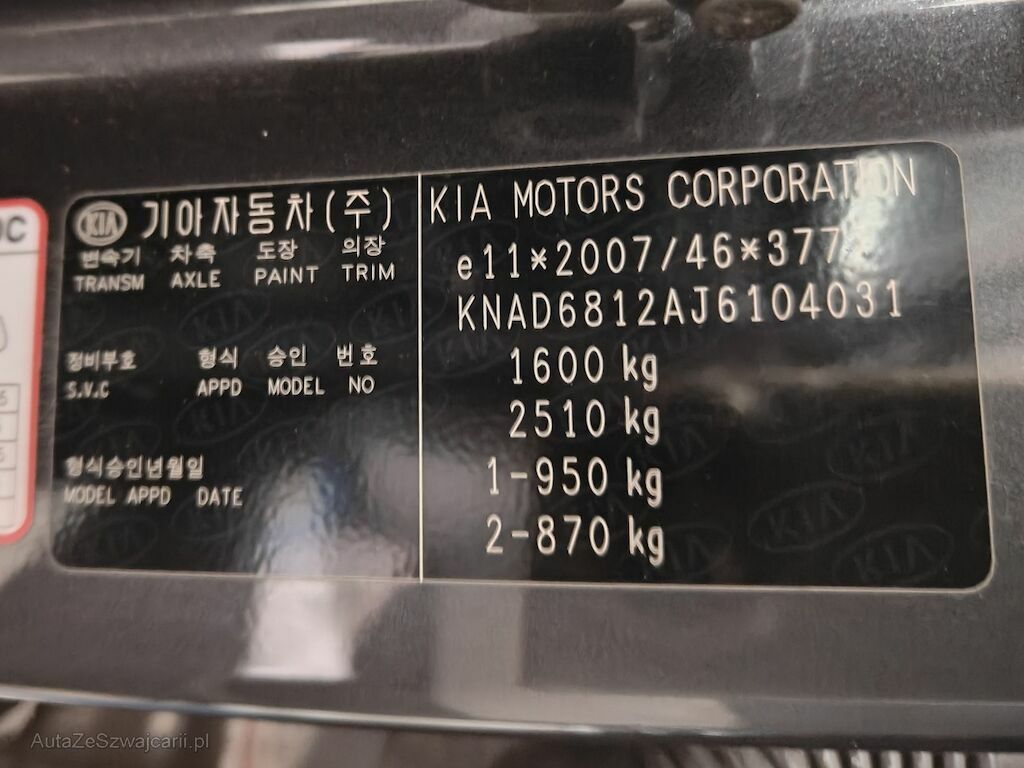 KIA 기아자동차(주)
변속기 차축 도장 의장
TRANSM AXLE PAINT TRIM
정비부호 형식 승인 번호
S.V.C APPD MODEL NO
형식승인년월일
MODEL APPD DATE
KIA MOTORS CORPORATION
e11*2007/46*377
KNAD6812AJ6104031
1600 kg
2510 kg
1-950 kg
2-870 kg
AutaZeSzwajcarii.pl